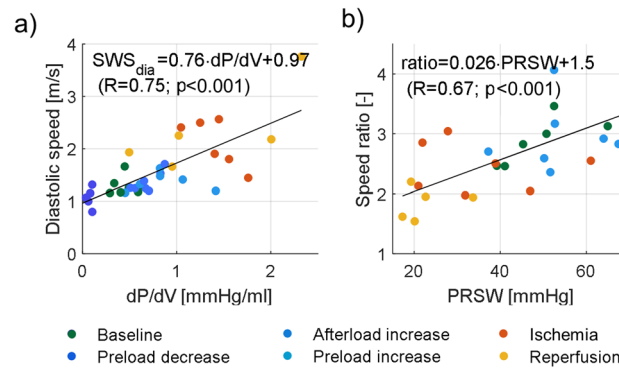 a)
SWS_dia=0.76·dP/dV+0.97
(R=0.75; p<0.001)
Diastolic speed [m/s]
4
3
2
1
0
0 1 2
dP/dV [mmHg/ml]
b)
ratio=0.026·PRSW+1.5
(R=0.67; p<0.001)
Speed ratio [-]
4
3
2
1
20 40 60
PRSW [mmHg]
Baseline
Afterload increase
Ischemia
Preload decrease
Preload increase
Reperfusion